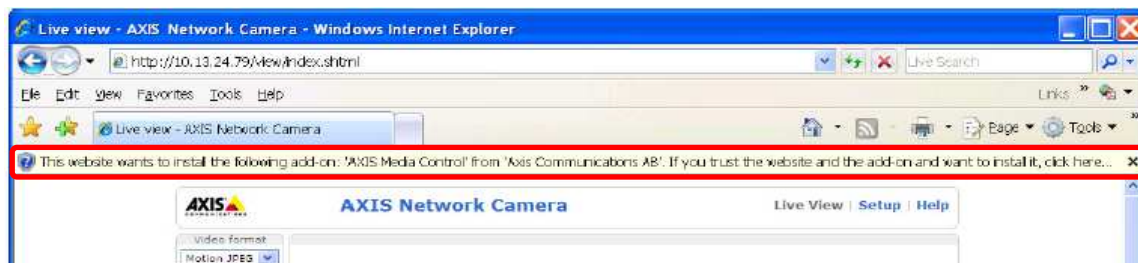 Live view - AXIS Network Camera - Windows Internet Explorer
http://10.13.24.79/view/index.shtml Live Search
File Edit View Favorites Tools Help Links »
Live view - AXIS Network Camera Page Tools »
This website wants to install the following add-on: 'AXIS Media Control' from 'Axis Communications AB'. If you trust the website and the add-on and want to install it, click here...
AXIS COMMUNICATIONS AXIS Network Camera Live View | Setup | Help
Video format
Motion JPEG